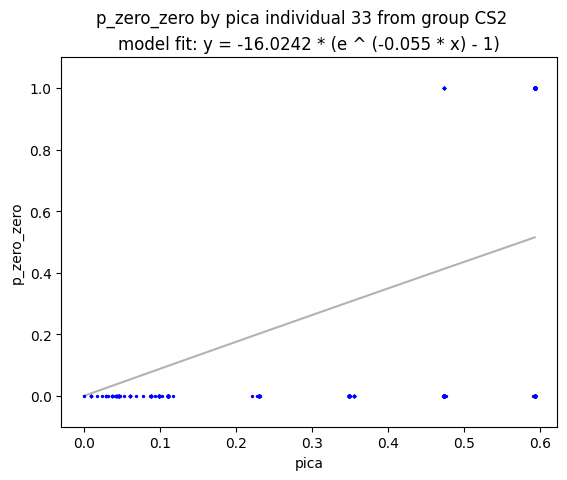 p_zero_zero by pica individual 33 from group CS2
model fit: y = -16.0242 * (e ^ (-0.055 * x) - 1)
1.0
0.8
0.6
0.4
0.2
0.0
p_zero_zero
0.0 0.1 0.2 0.3 0.4 0.5 0.6
pica